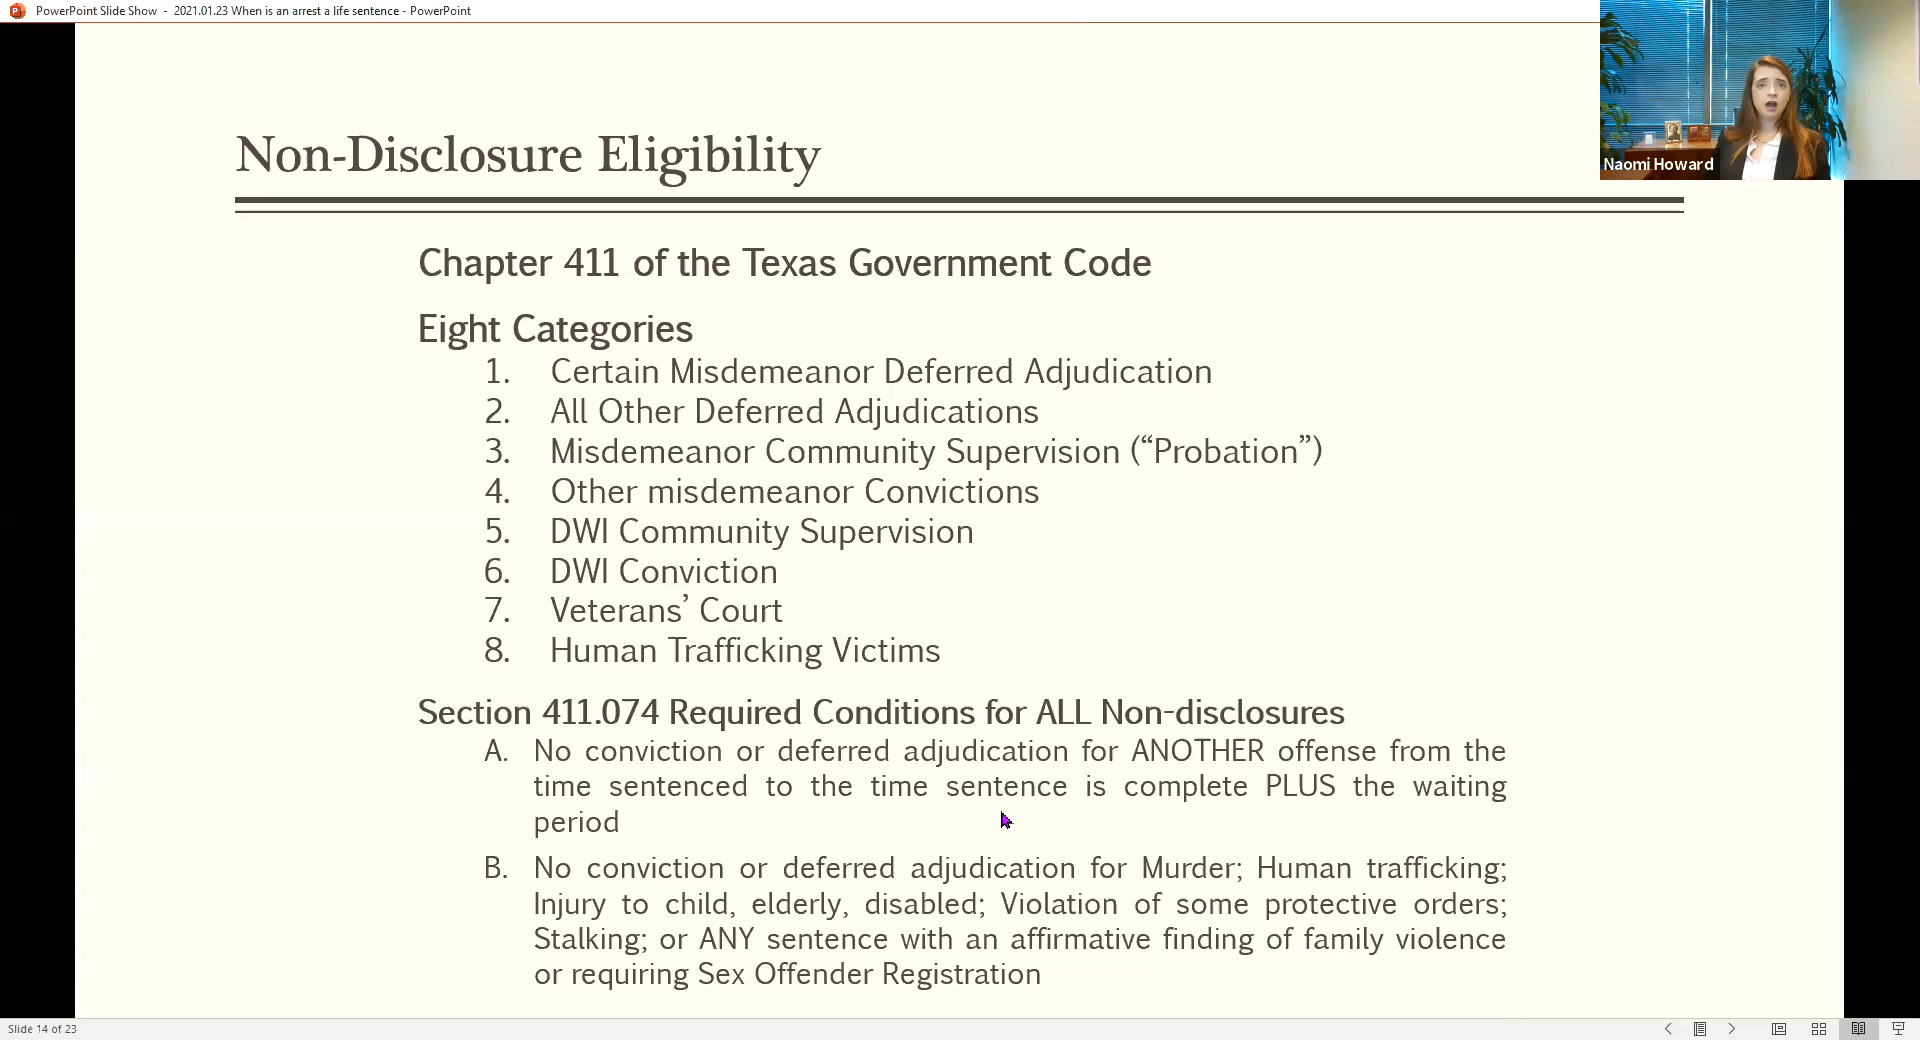 PowerPoint Slide Show - 2021.01.23 When is an arrest a life sentence - PowerPoint
Naomi Howard
Non-Disclosure Eligibility
Chapter 411 of the Texas Government Code
Eight Categories
1. Certain Misdemeanor Deferred Adjudication
2. All Other Deferred Adjudications
3. Misdemeanor Community Supervision (“Probation”)
4. Other misdemeanor Convictions
5. DWI Community Supervision
6. DWI Conviction
7. Veterans’ Court
8. Human Trafficking Victims
Section 411.074 Required Conditions for ALL Non-disclosures
A. No conviction or deferred adjudication for ANOTHER offense from the
time sentenced to the time sentence is complete PLUS the waiting
period
B. No conviction or deferred adjudication for Murder; Human trafficking;
Injury to child, elderly, disabled; Violation of some protective orders;
Stalking; or ANY sentence with an affirmative finding of family violence
or requiring Sex Offender Registration
Slide 14 of 23